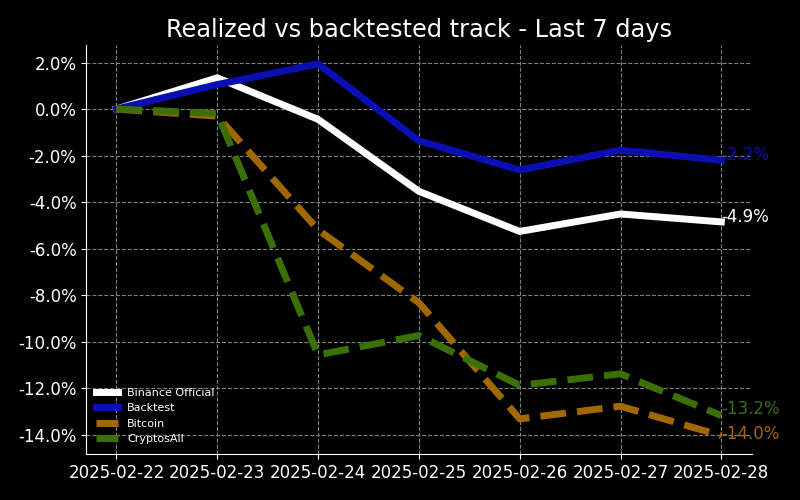 Realized vs backtested track - Last 7 days
2.0%
0.0%
-2.0%
-4.0%
-6.0%
-8.0%
-10.0%
-12.0%
-14.0%
-2.2%
-4.9%
-13.2%
-14.0%
Binance Official
Backtest
Bitcoin
CryptosAll
2025-02-22 2025-02-23 2025-02-24 2025-02-25 2025-02-26 2025-02-27 2025-02-28